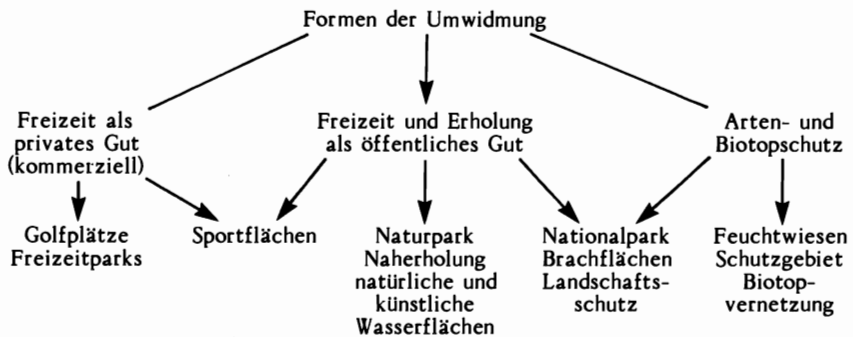 Formen der Umwidmung
Freizeit als
privates Gut
(kommerziell)
Freizeit und Erholung
als öffentliches Gut
Arten- und
Biotopschutz
Golfplätze
Freizeitparks
Sportflächen
Naturpark
Naherholung
natürliche und
künstliche
Wasserflächen
Nationalpark
Brachflächen
Landschafts-
schutz
Feuchtwiesen
Schutzgebiet
Biotop-
vernetzung